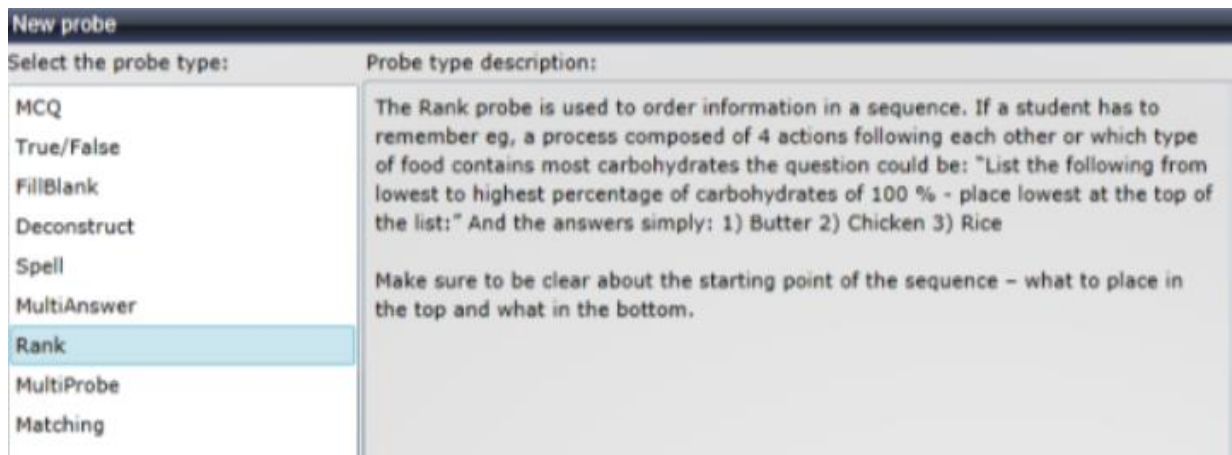 New probe
Select the probe type:
MCQ
True/False
FillBlank
Deconstruct
Spell
MultiAnswer
Rank
MultiProbe
Matching
Probe type description:
The Rank probe is used to order information in a sequence. If a student has to
remember eg, a process composed of 4 actions following each other or which type
of food contains most carbohydrates the question could be: "List the following from
lowest to highest percentage of carbohydrates of 100 % - place lowest at the top of
the list:" And the answers simply: 1) Butter 2) Chicken 3) Rice
Make sure to be clear about the starting point of the sequence – what to place in
the top and what in the bottom.